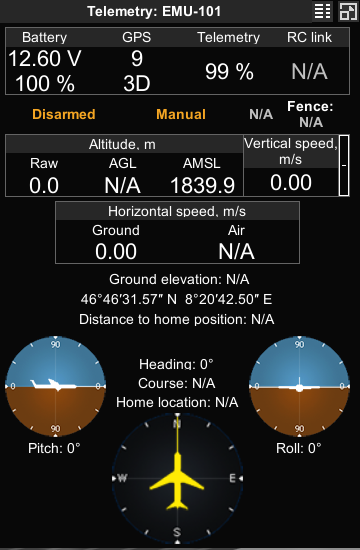 Telemetry: EMU-101
Battery GPS Telemetry RC link
12.60 V 9 99 % N/A
100 % 3D
Disarmed Manual N/A Fence: N/A
Altitude, m
Vertical speed, m/s
Raw AGL AMSL
0.0 N/A 1839.9 0.00
-
Horizontal speed, m/s
Ground Air
0.00 N/A
Ground elevation: N/A
46°46′31.57″ N 8°20′42.50″ E
Distance to home position: N/A
90 90
0 0 0 0
90 90
Heading: 0°
Course: N/A
Home location: N/A
Pitch: 0° Roll: 0°
N
W E
S